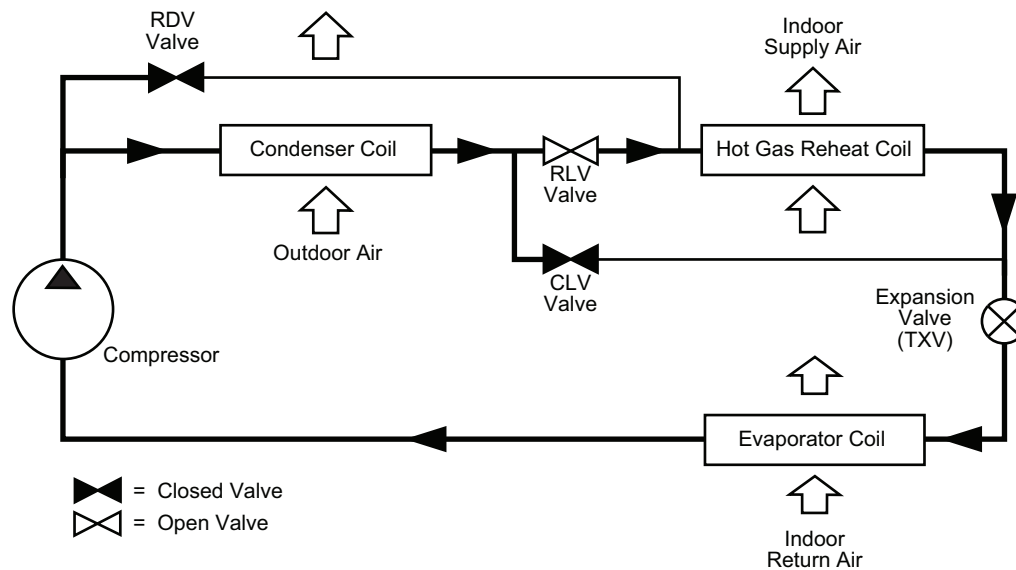 RDV
Valve
Indoor
Supply Air
Condenser Coil
RLV
Valve
Hot Gas Reheat Coil
Outdoor Air
CLV
Valve
Expansion
Valve
(TXV)
Compressor
Evaporator Coil
= Closed Valve
= Open Valve
Indoor
Return Air